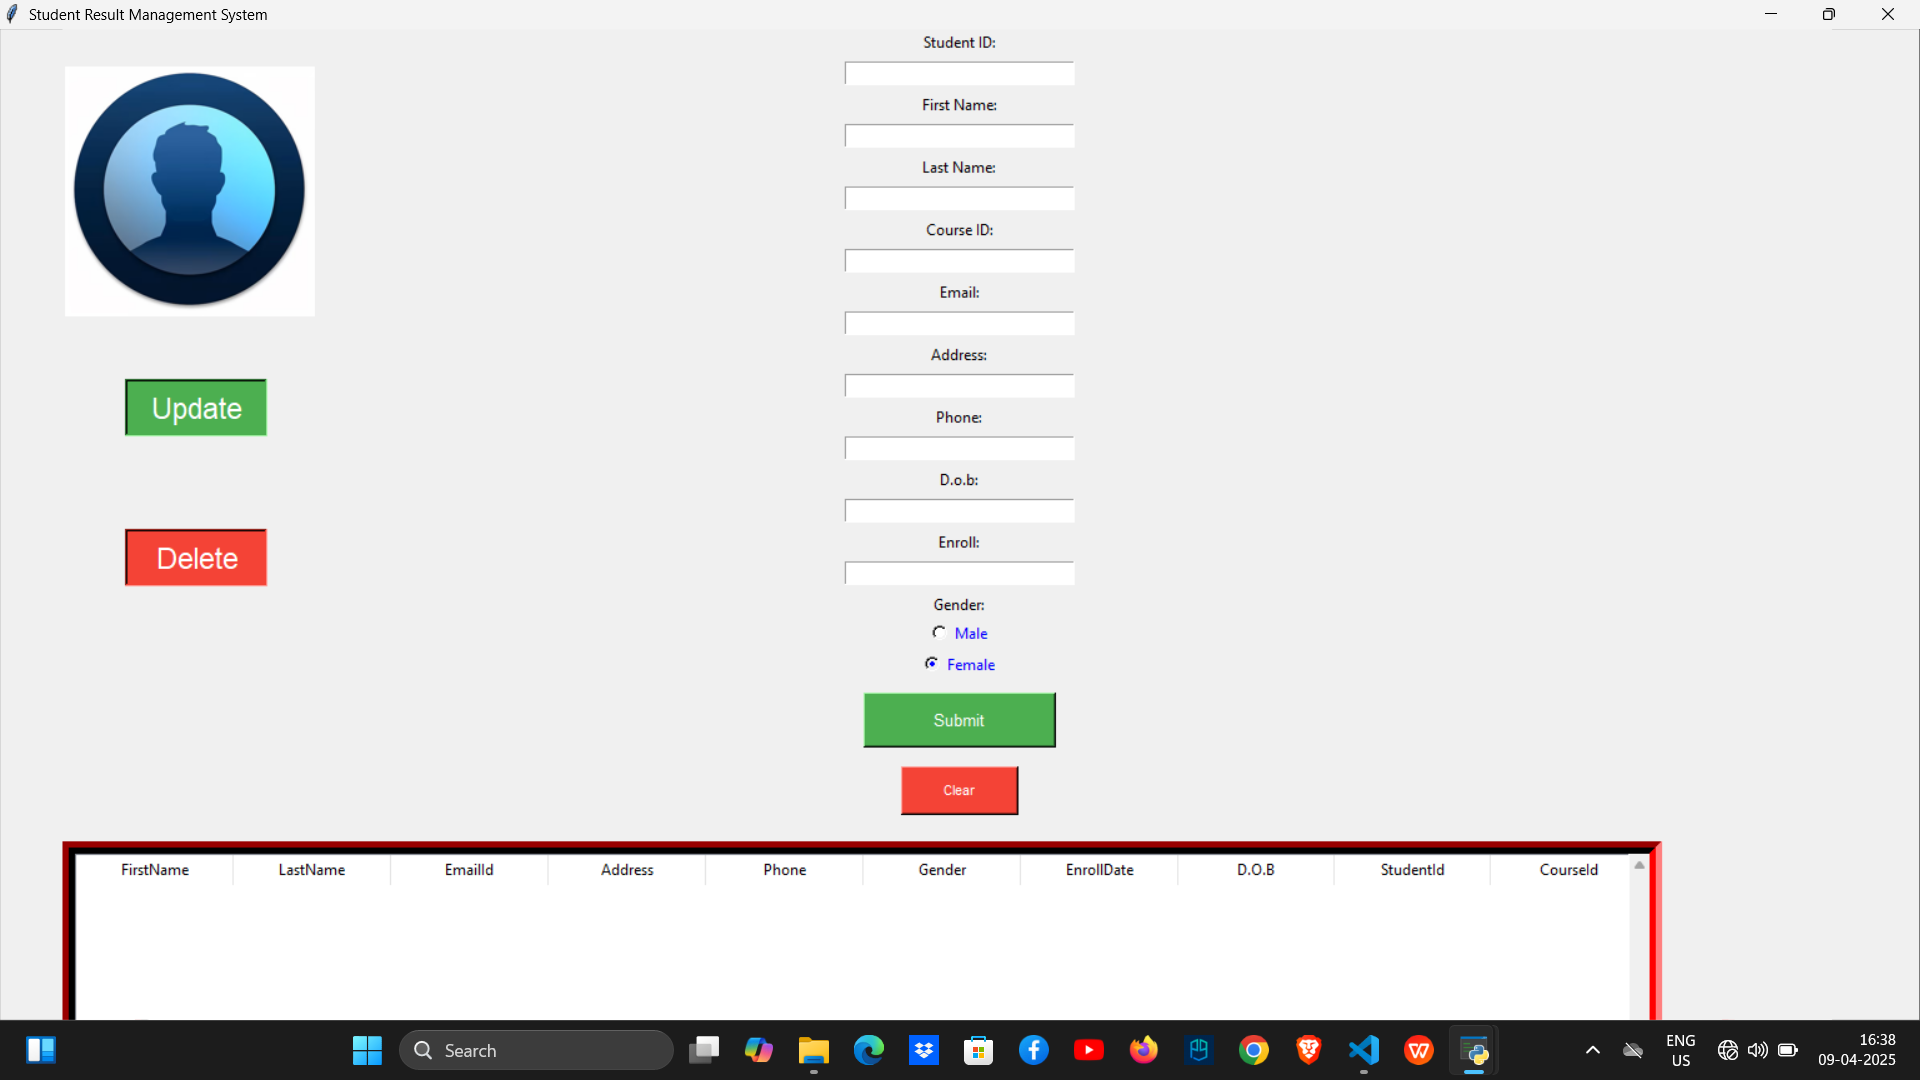 Student Result Management System
Student ID:
First Name:
Last Name:
Course ID:
Email:
Address:
Phone:
D.o.b:
Enroll:
Gender:
Male
Female
Submit
Clear
Update
Delete
FirstName LastName EmailId Address Phone Gender EnrollDate D.O.B StudentId CourseId
Search
ENG
US
16:38
09-04-2025